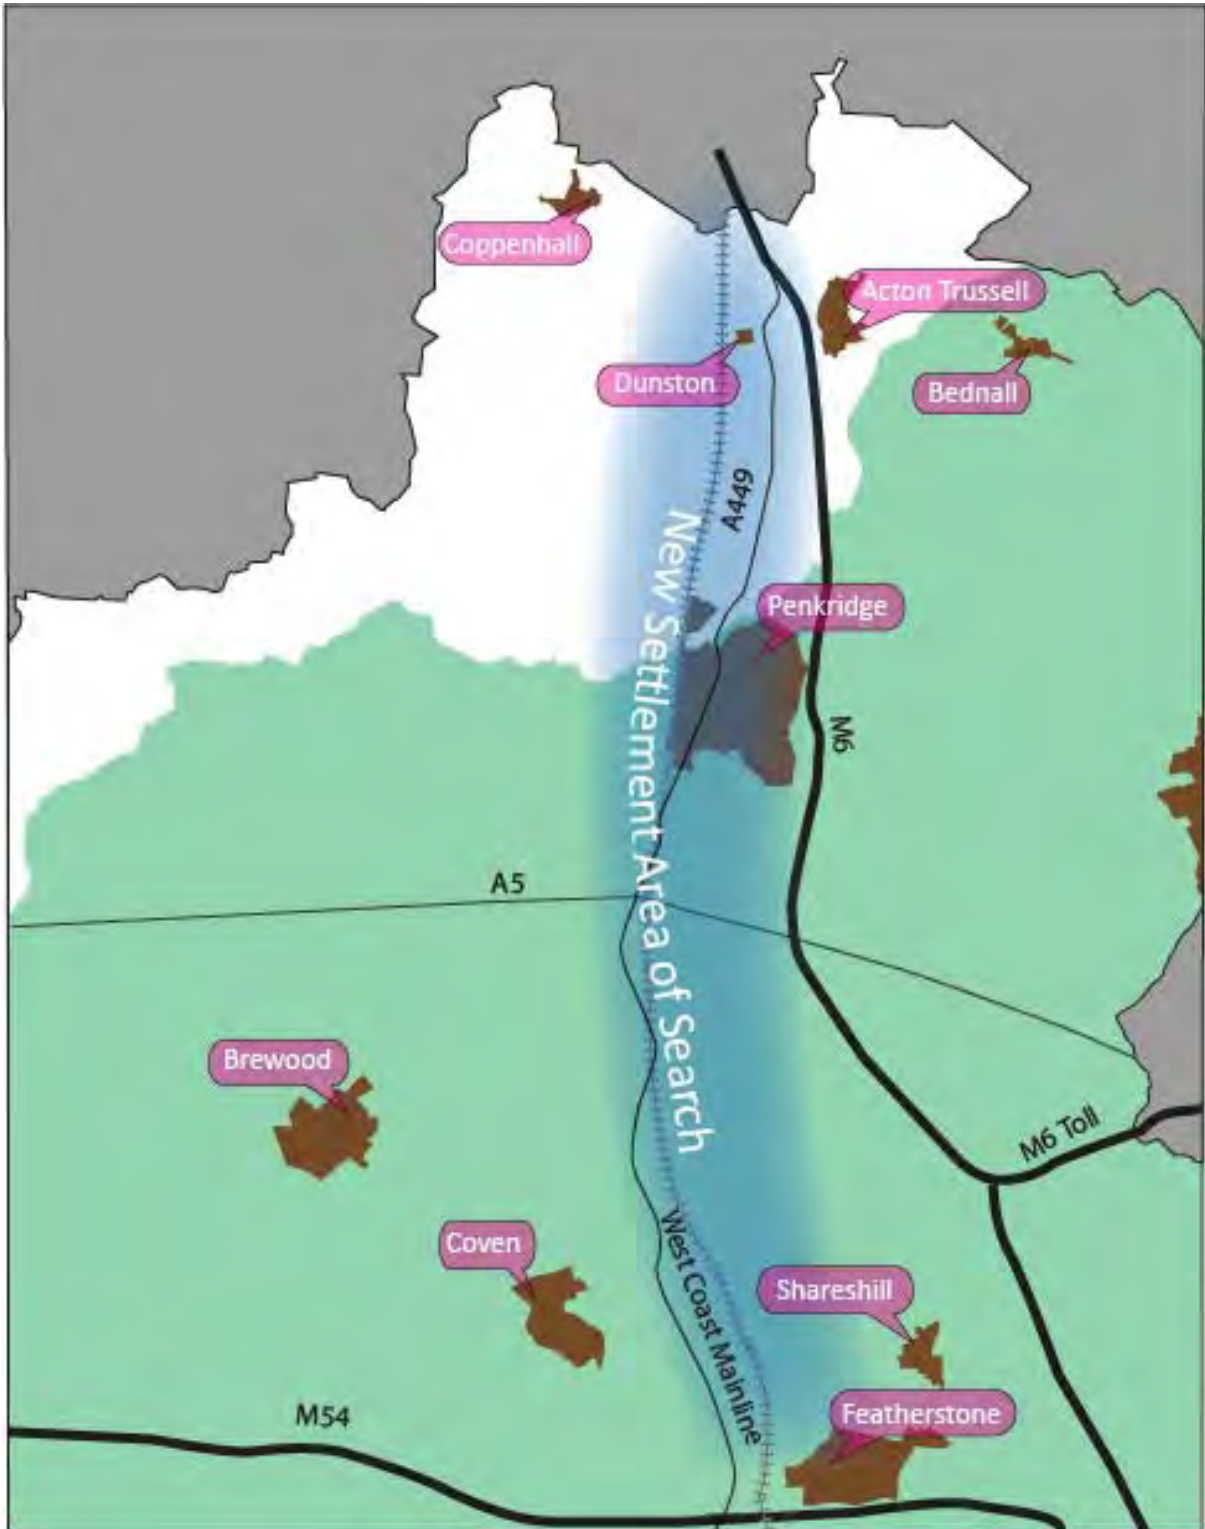 Coppenhall
Acton Trussell
Dunston
Bednall
A449
New Settlement Area of Search
Penkridge
M6
A5
Brewood
M6 Toll
West Coast Mainline
Coven
Shareshill
Featherstone
M54